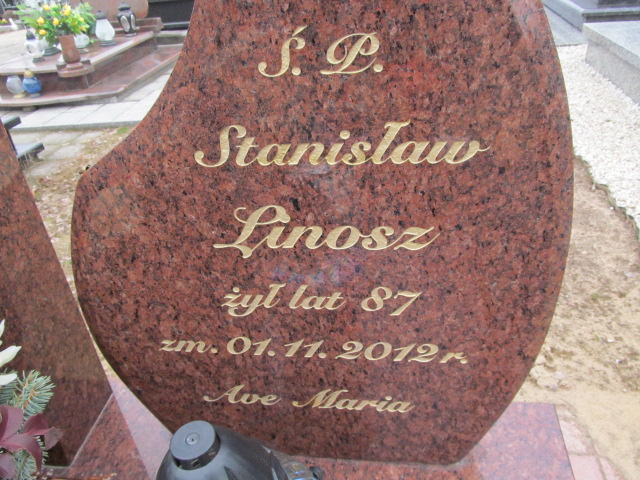 Ś. P.
Stanisław
Linosz
żył lat 87
zm. 01. 11. 2012 r.
Ave Maria